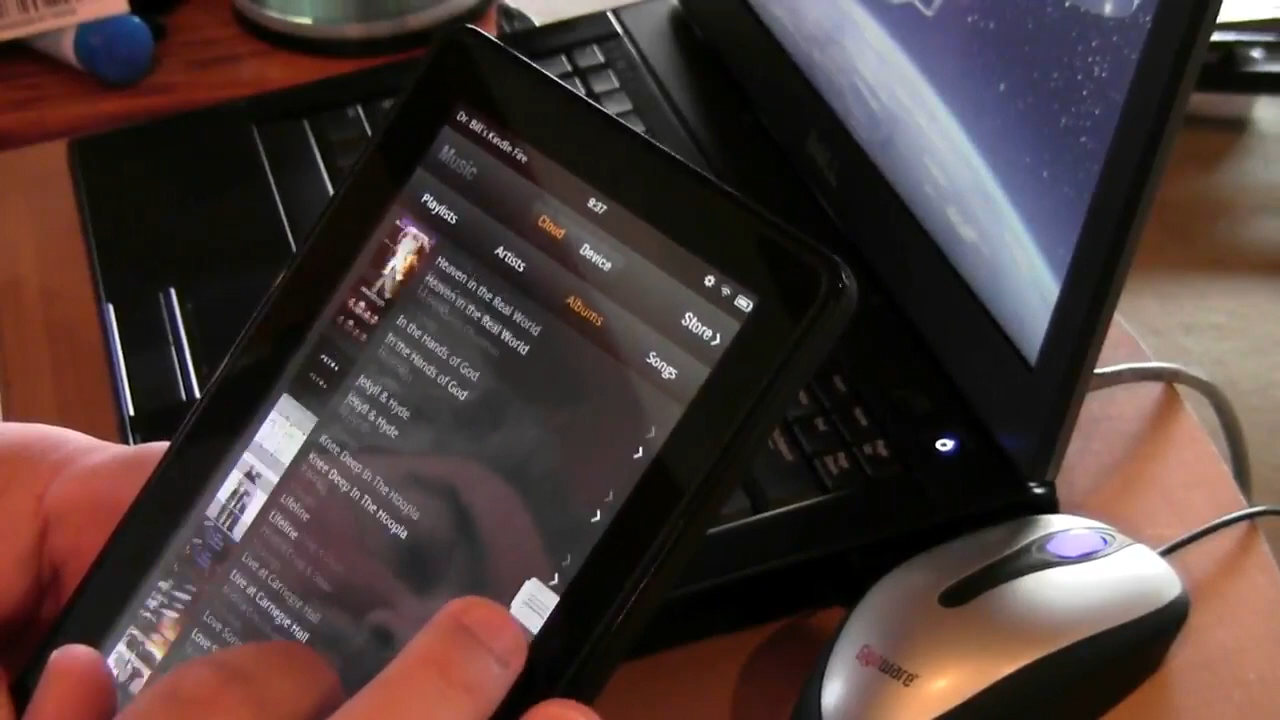 Dr. Bill's Kindle Fire
9:37
Music
Cloud Device
Store
Playlists Artists Albums Songs
Heaven in the Real World
Heaven in the Real World
In the Hands of God
In the Hands of God
Jekyll & Hyde
Jekyll & Hyde
Knee Deep In The Hoopla
Knee Deep In The Hoopla
Lifeline
Lifeline
Live at Carnegie Hall
Live at Carnegie Hall
Love
Love
Gigaware